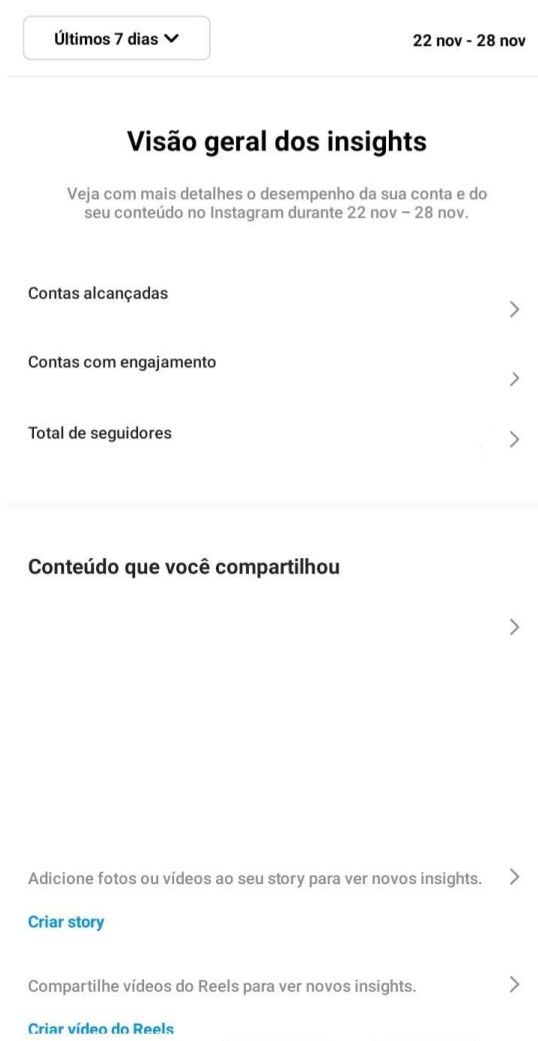 Últimos 7 dias
22 nov - 28 nov
Visão geral dos insights
Veja com mais detalhes o desempenho da sua conta e do
seu conteúdo no Instagram durante 22 nov – 28 nov.
Contas alcançadas
Contas com engajamento
Total de seguidores
Conteúdo que você compartilhou
Adicione fotos ou vídeos ao seu story para ver novos insights.
Criar story
Compartilhe vídeos do Reels para ver novos insights.
Criar vídeo do Reels